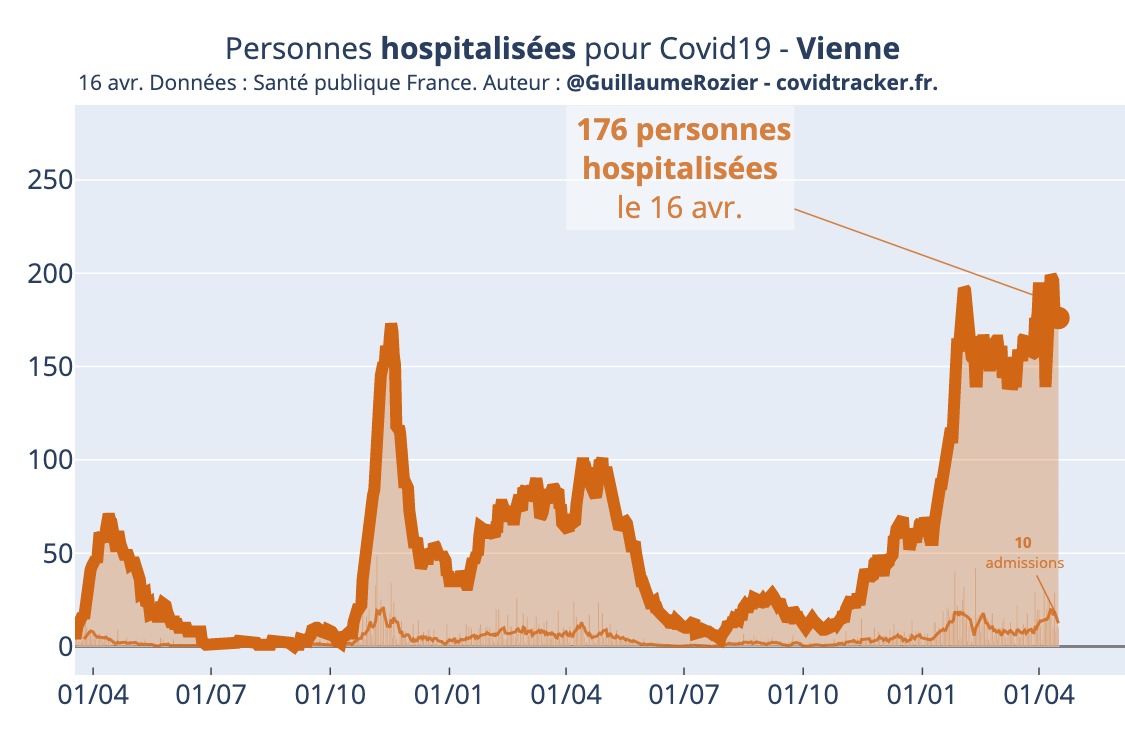 Personnes hospitalisées pour Covid19 - Vienne
16 avr. Données : Santé publique France. Auteur : @GuillaumeRozier - covidtracker.fr.
176 personnes
hospitalisées
le 16 avr.
250
200
150
100
50
0
10
admissions
01/04
01/07
01/10
01/01
01/04
01/07
01/10
01/01
01/04